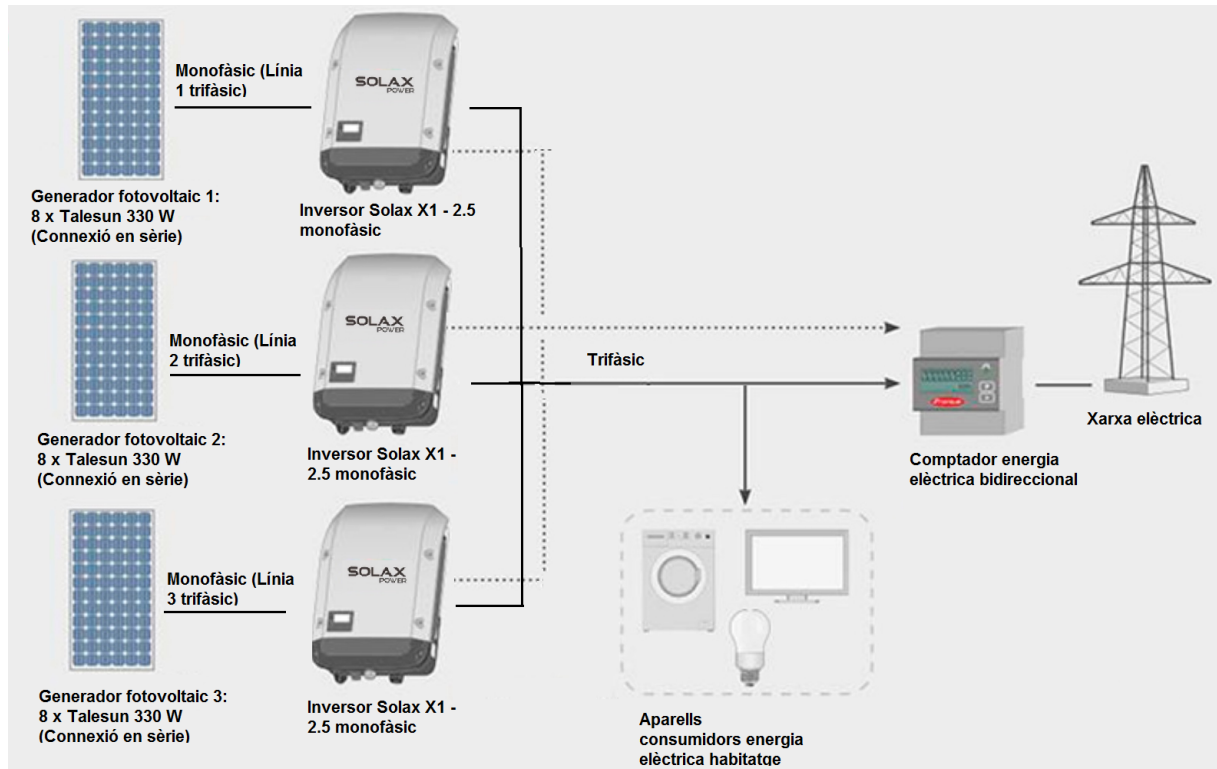 Monofàsic (Línia
1 trifàsic)
SOLAX
POWER
Generador fotovoltaic 1:
8 x Talesun 330 W
(Connexió en sèrie)
Inversor Solax X1 - 2.5
monofàsic
Monofàsic (Línia
2 trifàsic)
SOLAX
POWER
Trifàsic
Fronius
Xarxa elèctrica
Generador fotovoltaic 2:
8 x Talesun 330 W
(Connexió en sèrie)
Inversor Solax X1 -
2.5 monofàsic
Comptador energia
elèctrica bidireccional
Monofàsic (Línia
3 trifàsic)
SOLAX
POWER
Generador fotovoltaic 3:
8 x Talesun 330 W
(Connexió en sèrie)
Inversor Solax X1 -
2.5 monofàsic
Aparells
consumidors energia
elèctrica habitatge